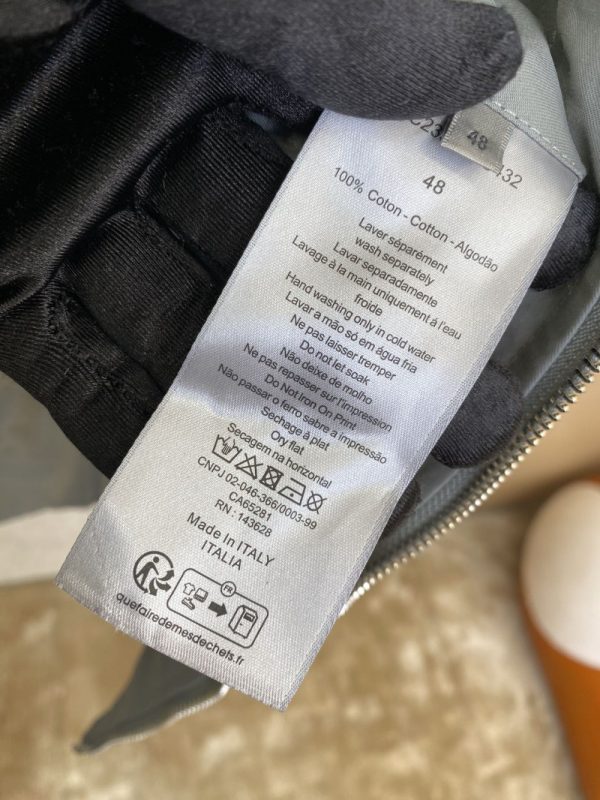 48
48
100% Coton - Cotton - Algodão
Laver séparément
wash separately
Lavar separadamente
Lavage à la main uniquement à l'eau
froide
Hand washing only in cold water
Lavar a mão só em água fria
Ne pas laisser tremper
Do not let soak
Não deixe de molho
Ne pas repasser sur l'impression
Do Not Iron On Print
Não passar o ferro sabre a impressão
Sechage à plat
Ory flat
Secagem na horizontal
CNPJ 02-046-366/0003-99
CA65281
RN : 143628
Made in ITALY
ITALIA
FR
quefairedemesdechets.fr